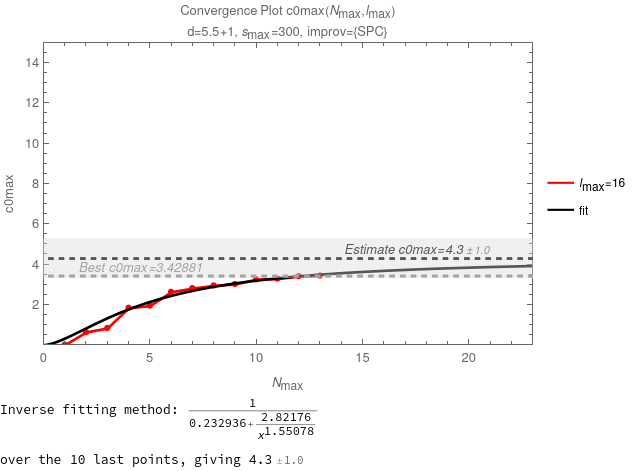 Convergence Plot c0max(Nmax,lmax)
d=5.5+1, smax=300, improv={SPC}
14
12
10
8
6
4
2
c0max
Estimate c0max=4.3 ±1.0
Best c0max=3.42881
lmax=16
fit
0 5 10 15 20
Nmax
Inverse fitting method: 1
0.232936+ 2.82176
x1.55078
over the 10 last points, giving 4.3 ±1.0